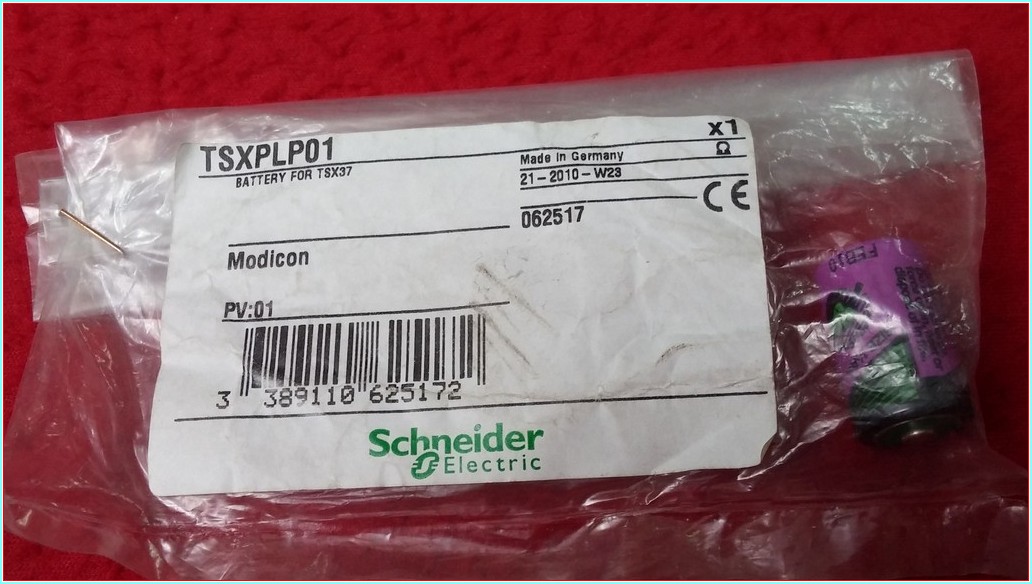 TSXPLP01
BATTERY FOR TSX37
x1
Ω
Made in Germany
21-2010-W23
CE
062517
Modicon
PV:01
3 389110 625172
Schneider
Electric
FEB10